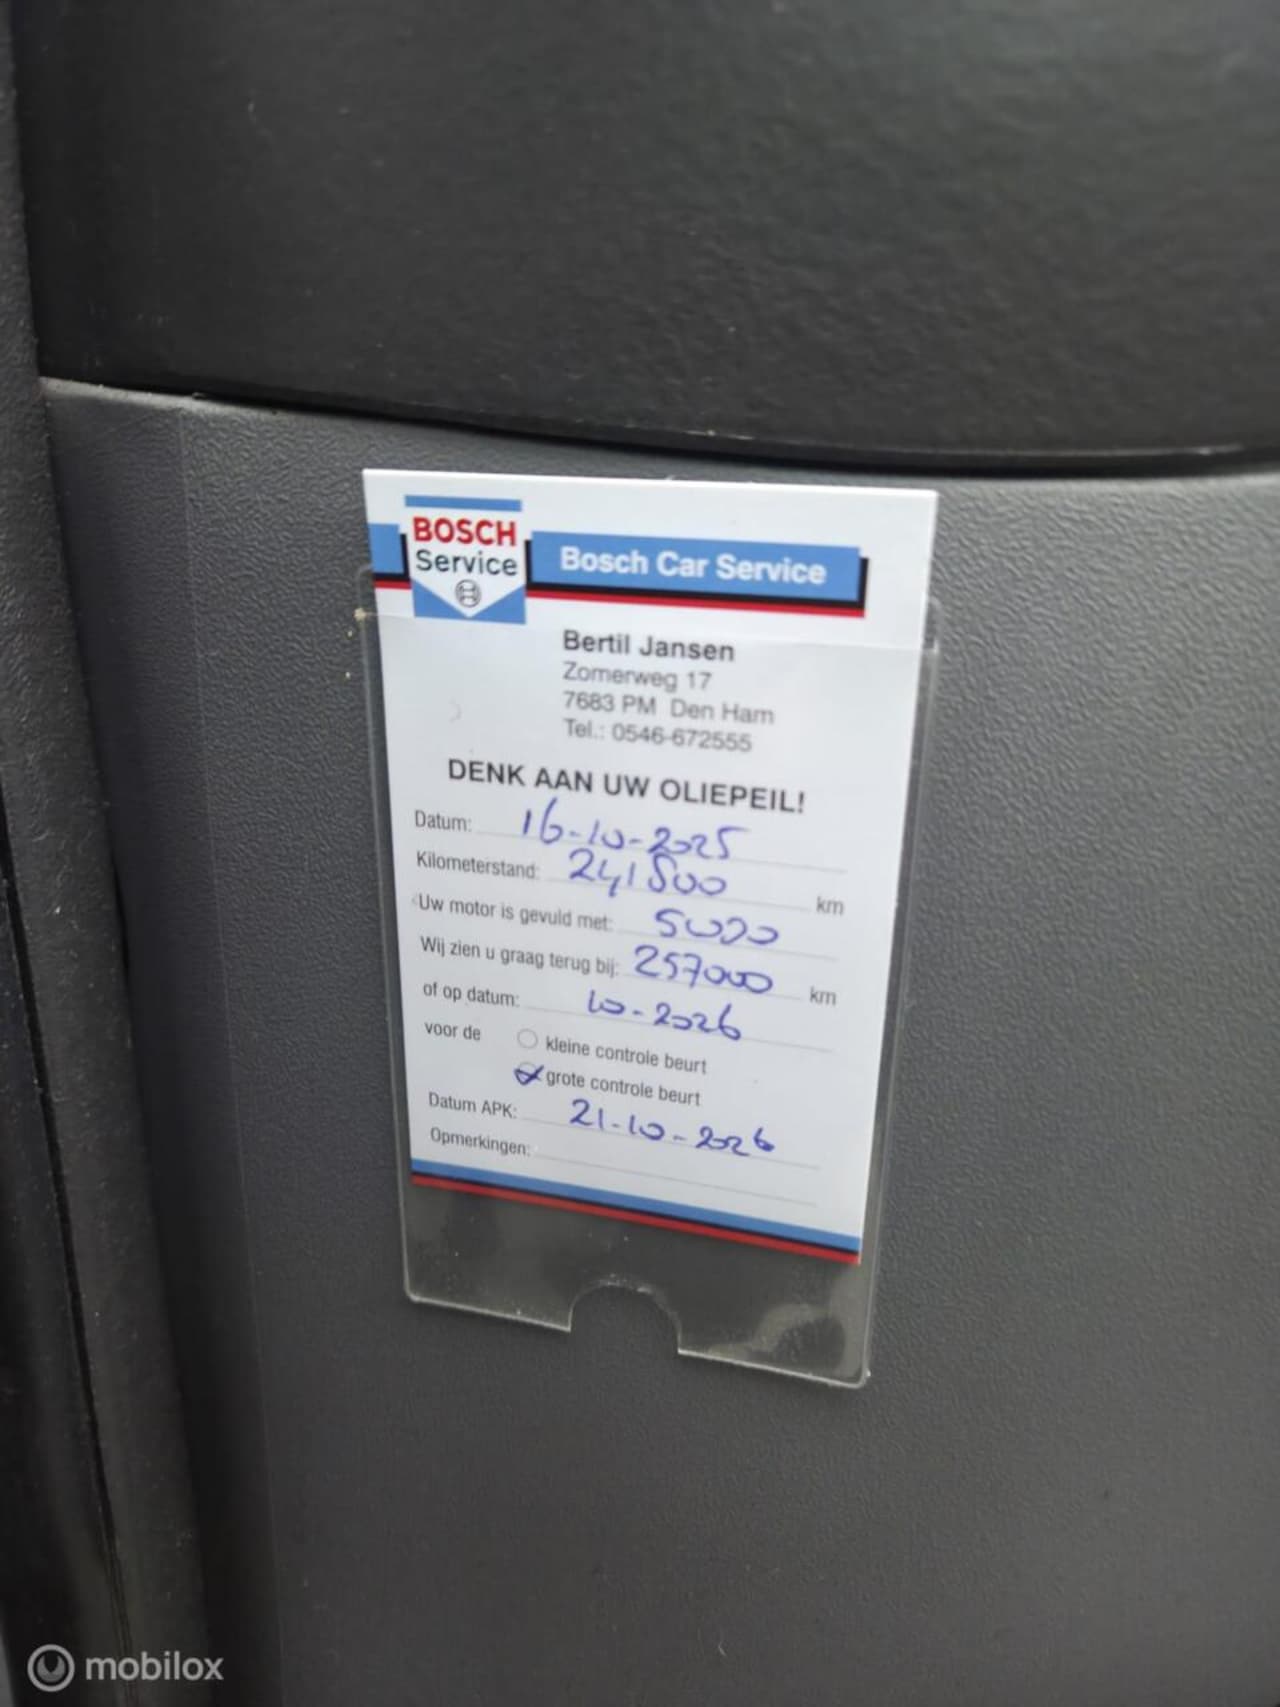 BOSCH
Service
Bosch Car Service
Bertil Jansen
Zomerweg 17
7683 PM Den Ham
Tel.: 0546-672555
DENK AAN UW OLIEPEIL!
Datum: 16-10-2025
Kilometerstand: 241500 km
Uw motor is gevuld met:
Wij zien u graag terug bij: 257000 km
of op datum: 10-2026
voor de kleine controle beurt
grote controle beurt
Datum APK: 21-10-2026
Opmerkingen:
mobilox